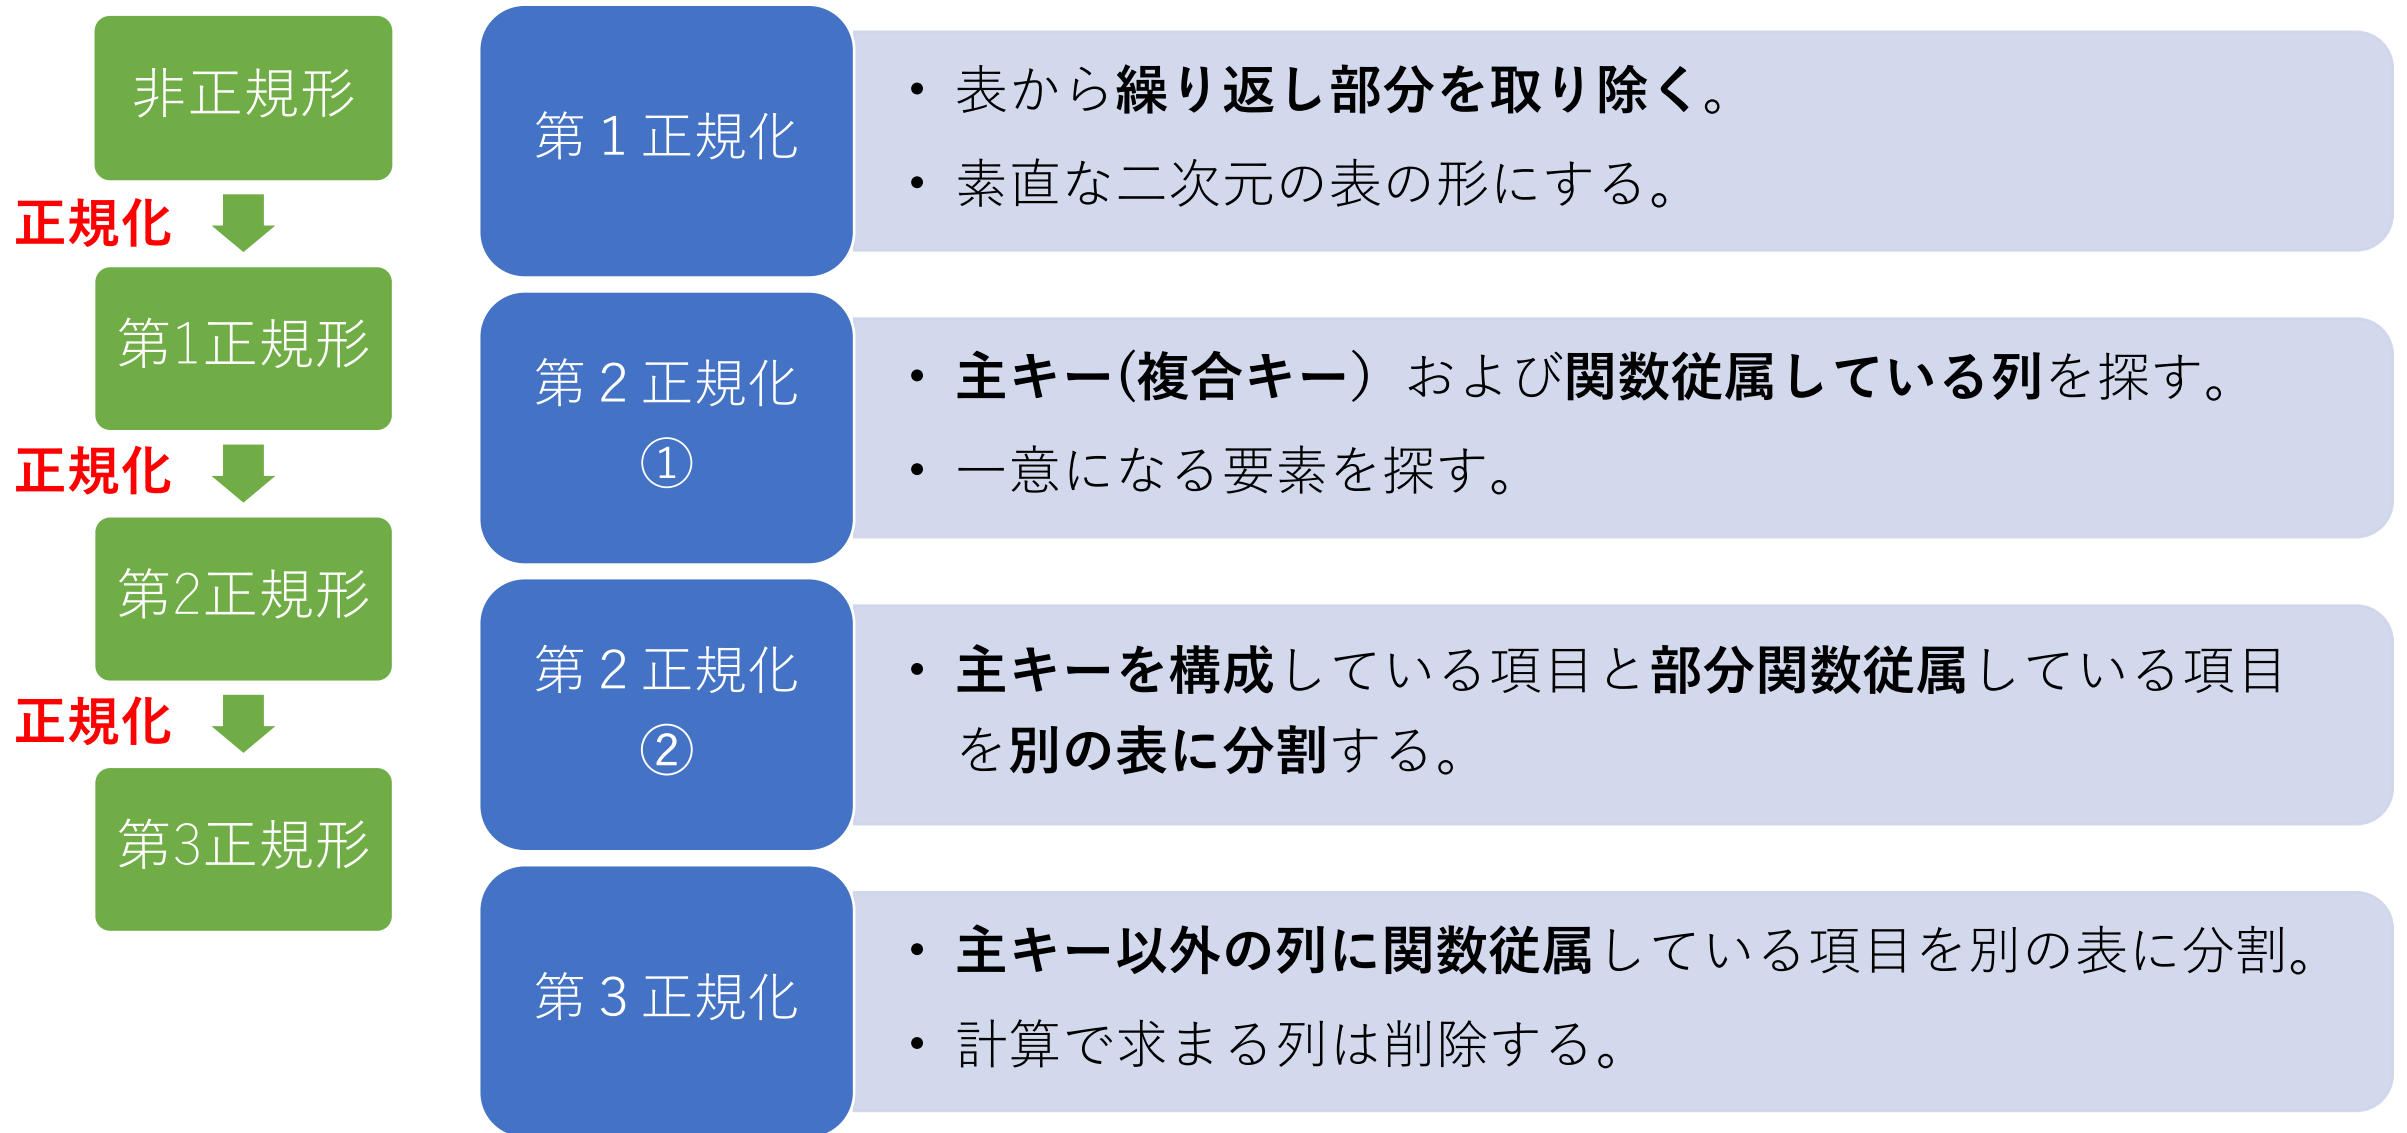 非正規形
正規化
第1正規形
正規化
第2正規形
正規化
第3正規形
第１正規化
• 表から繰り返し部分を取り除く。
• 素直な二次元の表の形にする。
第２正規化
①
• 主キー(複合キー）および関数従属している列を探す。
• 一意になる要素を探す。
第２正規化
②
• 主キーを構成している項目と部分関数従属している項目
を別の表に分割する。
第３正規化
• 主キー以外の列に関数従属している項目を別の表に分割。
• 計算で求まる列は削除する。